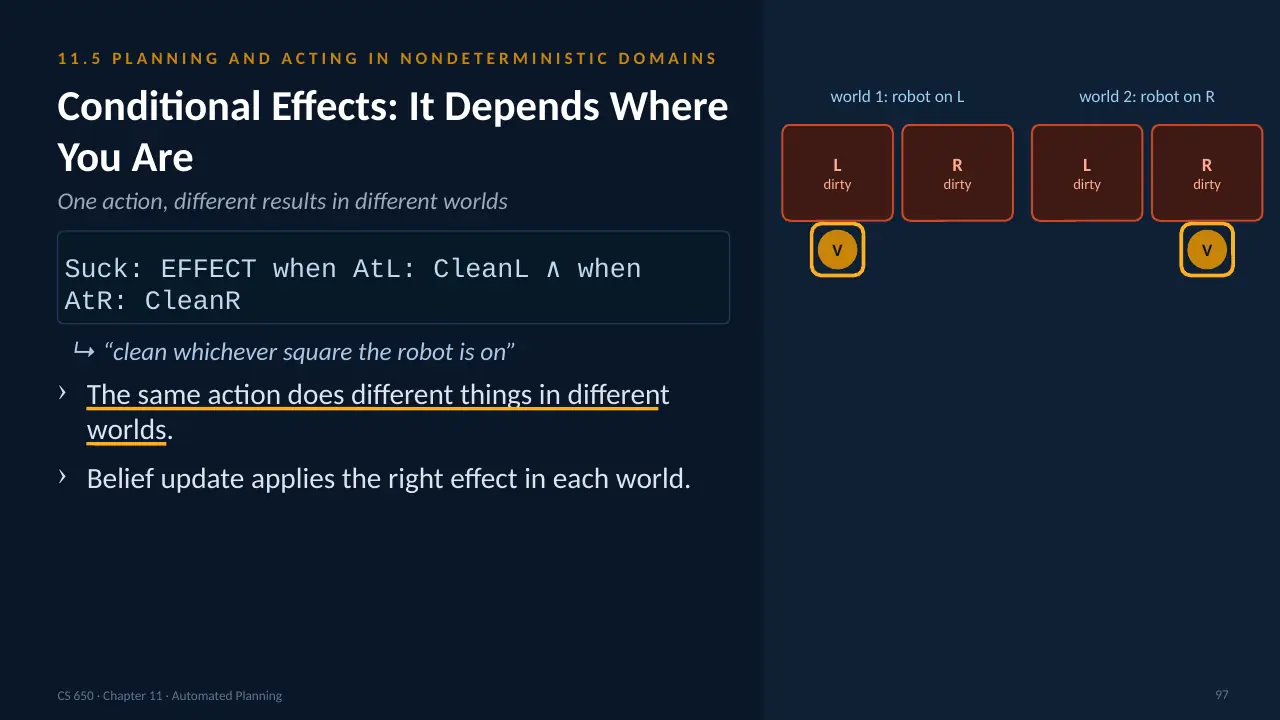 11.5 PLANNING AND ACTING IN NONDETERMINISTIC DOMAINS
Conditional Effects: It Depends Where
You Are
One action, different results in different worlds
Suck: EFFECT when AtL: CleanL ∧ when
AtR: CleanR
↪ “clean whichever square the robot is on”
› The same action does different things in different
worlds.
› Belief update applies the right effect in each world.
world 1: robot on L
world 2: robot on R
L
dirty
R
dirty
L
dirty
R
dirty
V
V
CS 650 · Chapter 11 · Automated Planning
97